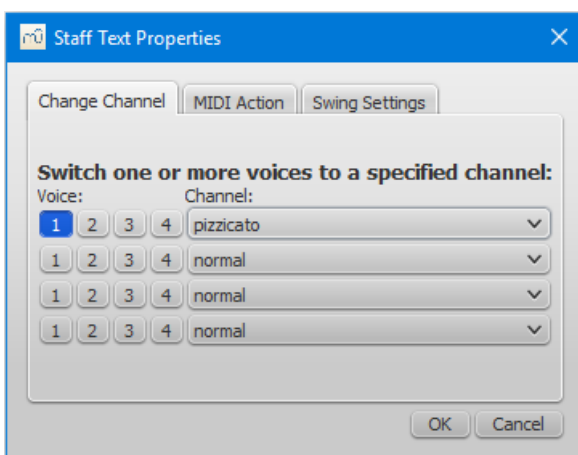 Staff Text Properties
Change Channel MIDI Action Swing Settings
Switch one or more voices to a specified channel:
Voice: Channel:
1 2 3 4 pizzicato
1 2 3 4 normal
1 2 3 4 normal
1 2 3 4 normal
OK Cancel